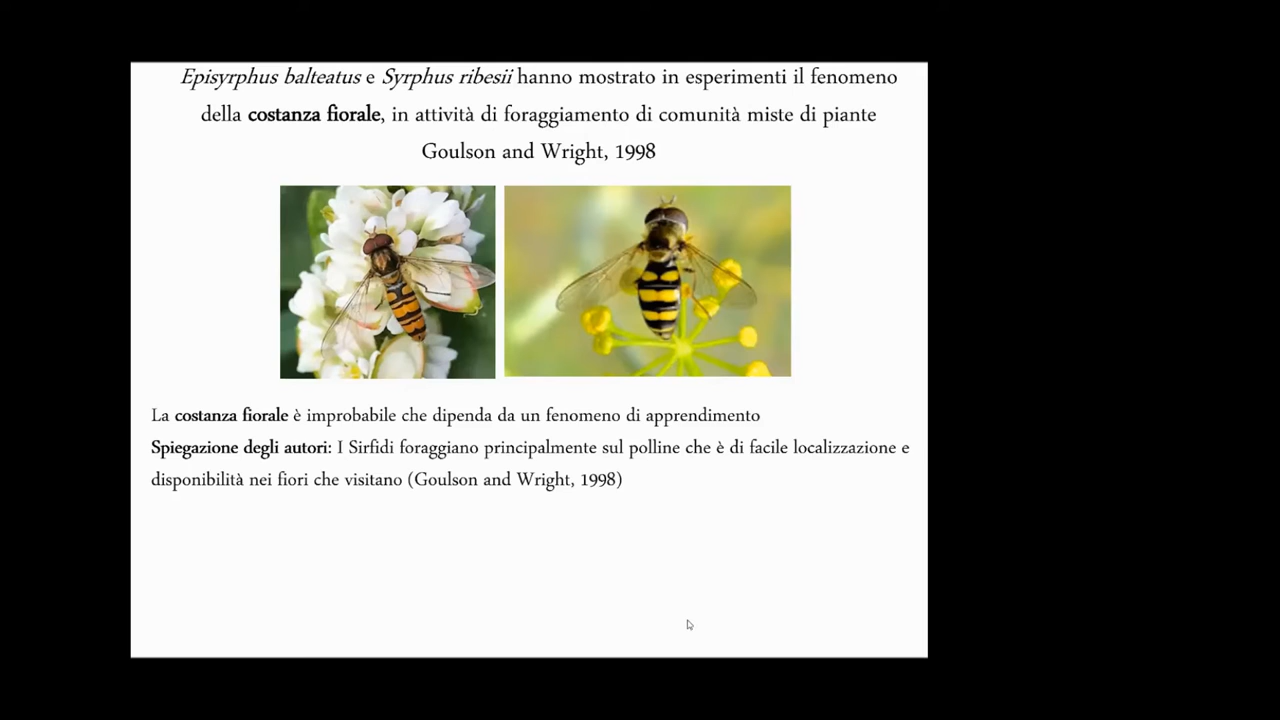 Episyrphus balteatus e Syrphus ribesii hanno mostrato in esperimenti il fenomeno
della costanza fiorale, in attività di foraggiamento di comunità miste di piante
Goulson and Wright, 1998
La costanza fiorale è improbabile che dipenda da un fenomeno di apprendimento
Spiegazione degli autori: I Sirfidi foraggiano principalmente sul polline che è di facile localizzazione e
disponibilità nei fiori che visitano (Goulson and Wright, 1998)